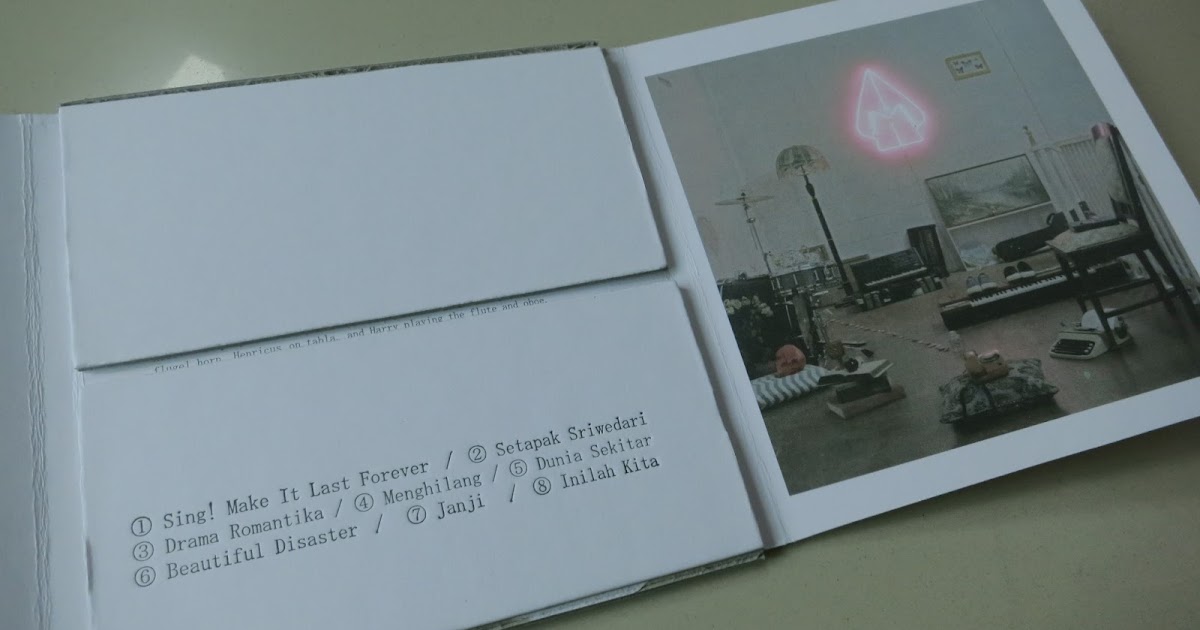 flugel horn, Henricus on tabla, and Harry playing the flute and oboe.
① Sing! Make It Last Forever / ② Setapak Sriwedari
③ Drama Romantika / ④ Menghilang / ⑤ Dunia Sekitar
⑥ Beautiful Disaster / ⑦ Janji / ⑧ Inilah Kita